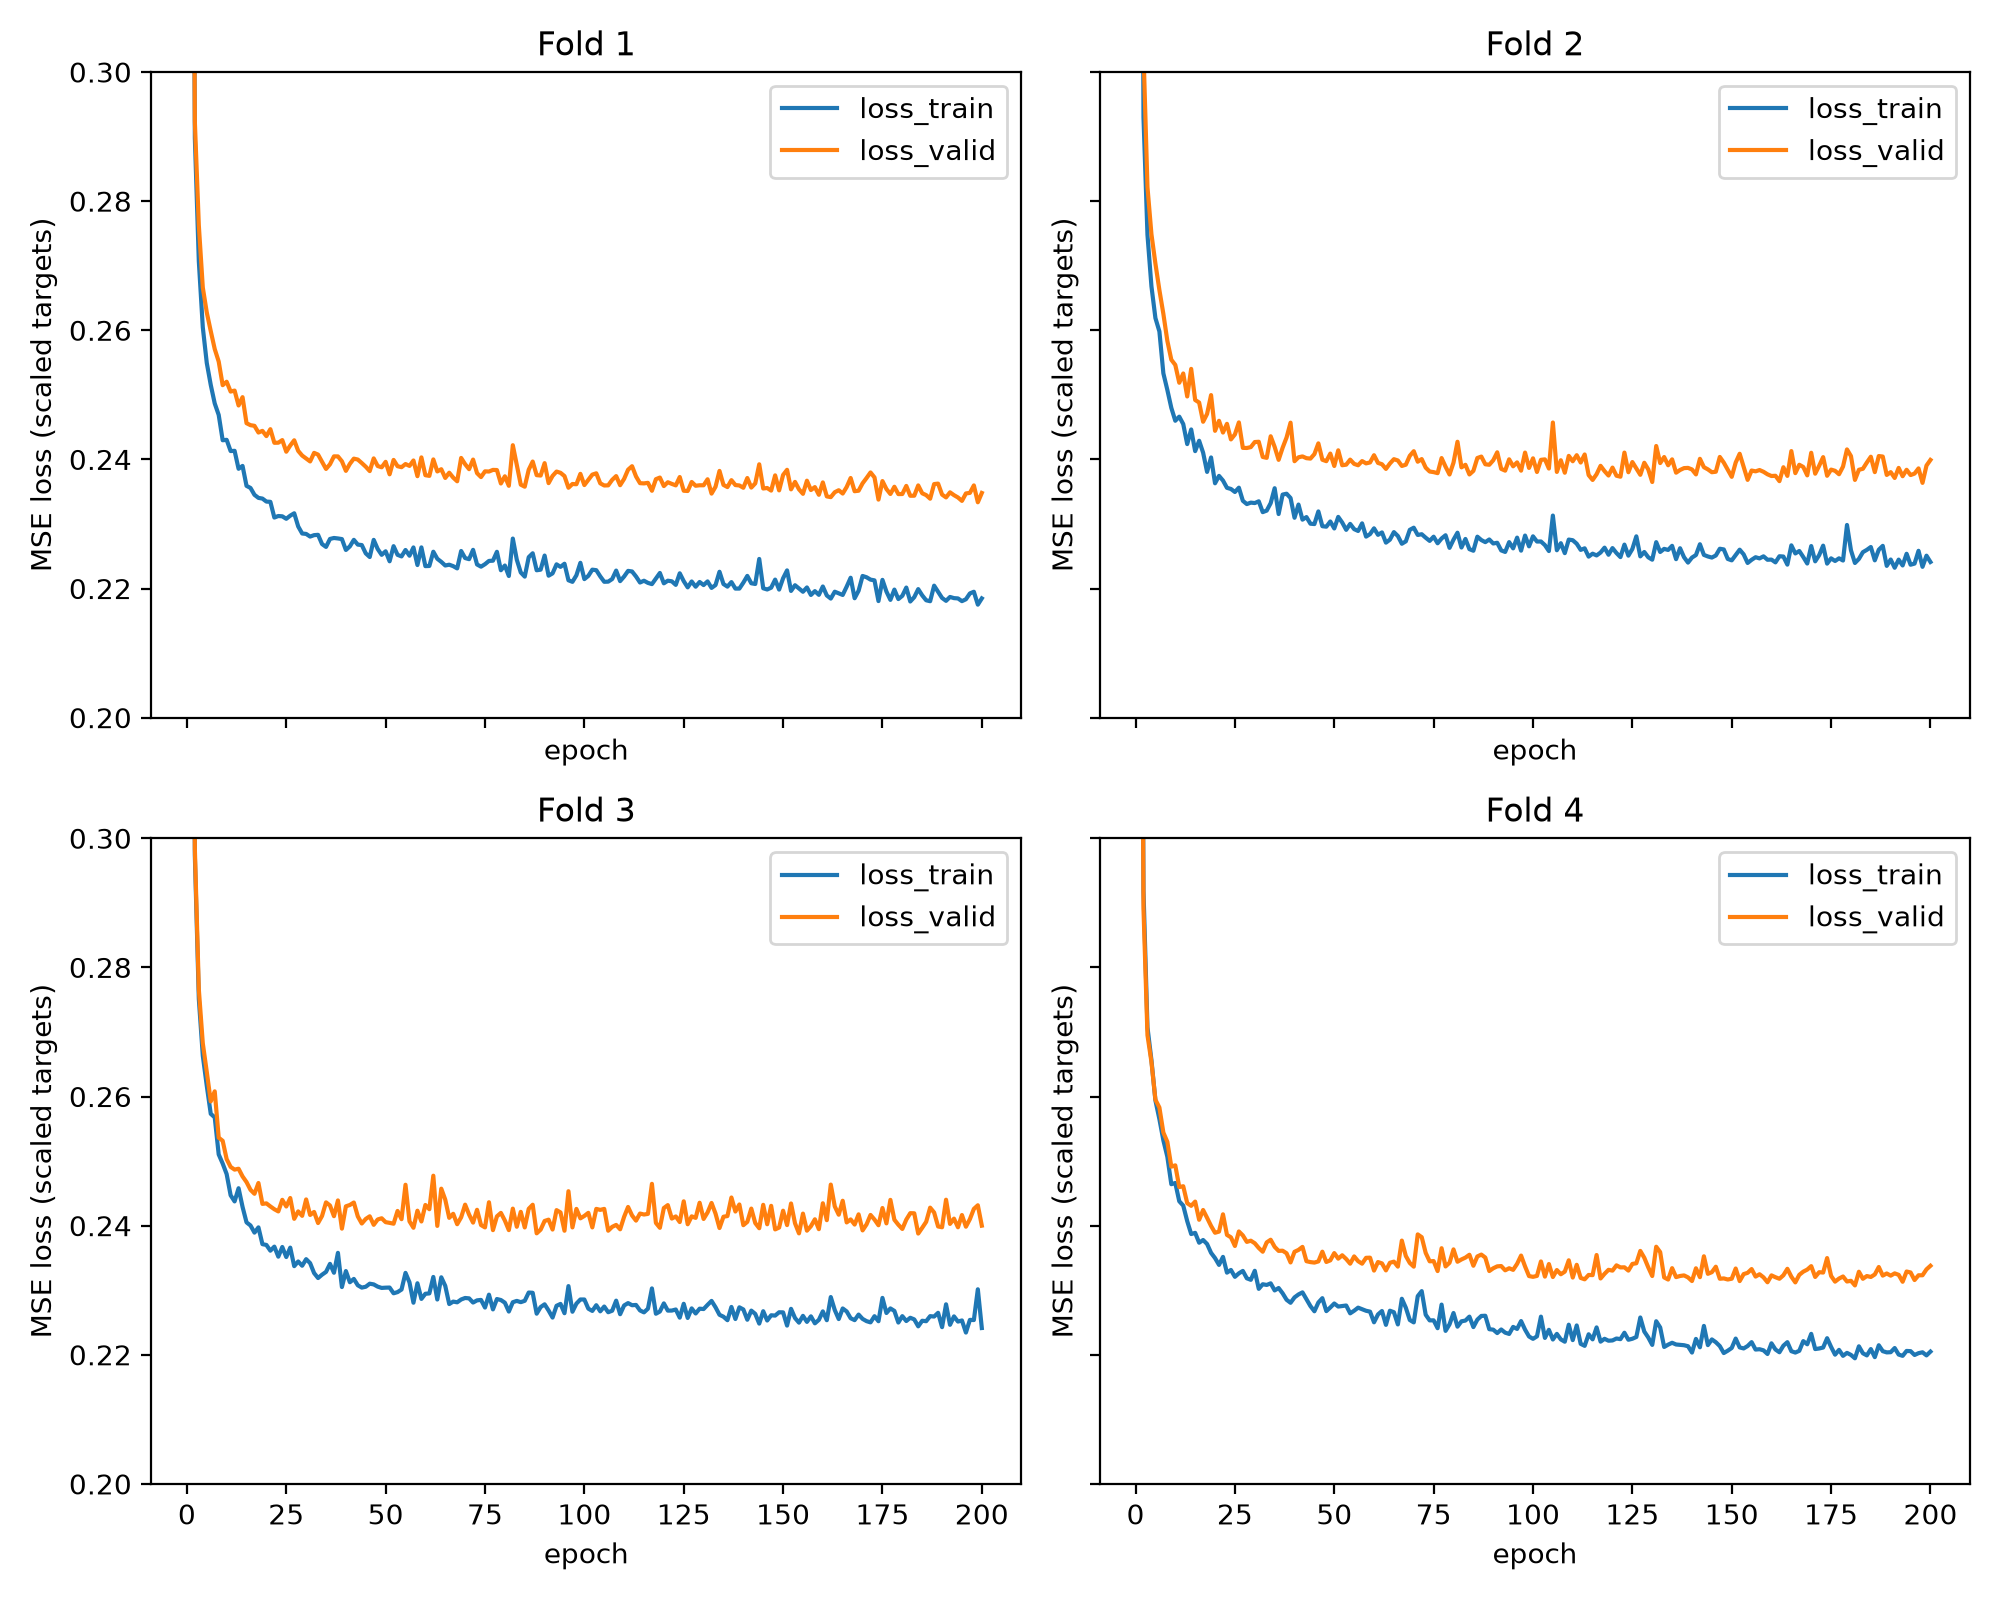 Fold 1
0.30
0.28
0.26
0.24
0.22
0.20
MSE loss (scaled targets)
loss_train
loss_valid
epoch
Fold 2
MSE loss (scaled targets)
loss_train
loss_valid
epoch
Fold 3
0.30
0.28
0.26
0.24
0.22
0.20
MSE loss (scaled targets)
loss_train
loss_valid
0 25 50 75 100 125 150 175 200
epoch
Fold 4
MSE loss (scaled targets)
loss_train
loss_valid
0 25 50 75 100 125 150 175 200
epoch